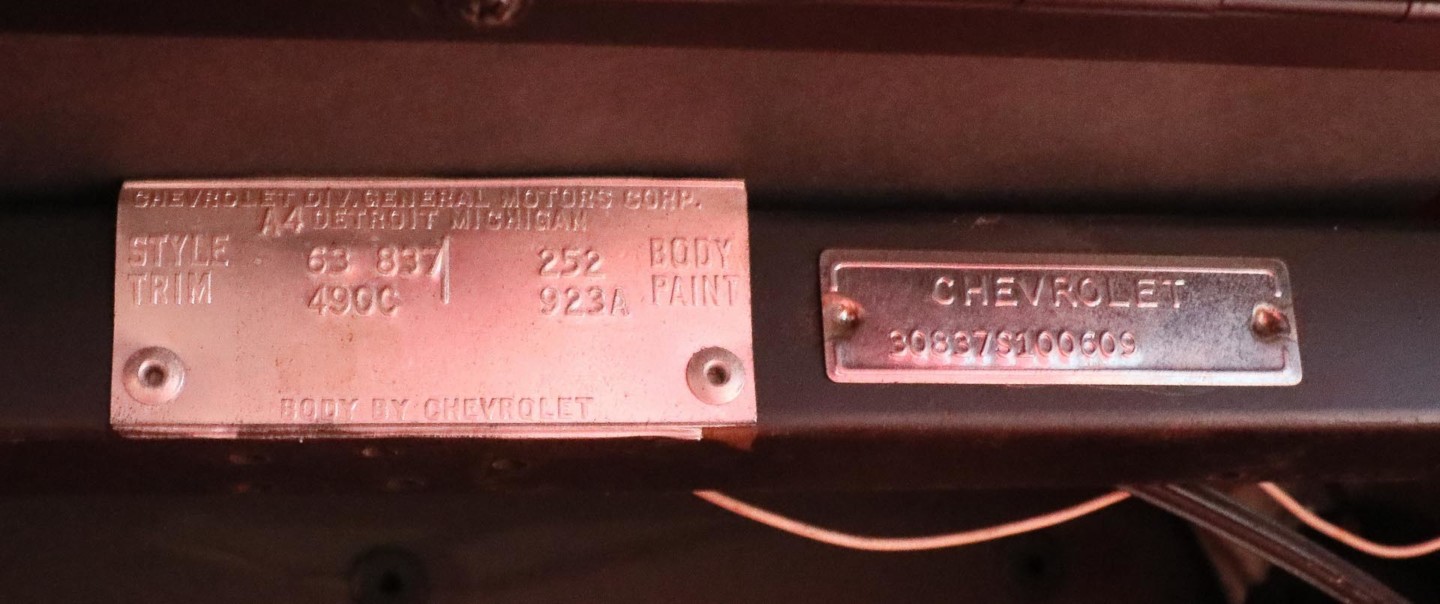 CHEVROLET DIV. GENERAL MOTORS CORP.
A4 DETROIT MICHIGAN
STYLE 63 837 252 BODY
TRIM 490C 923A PAINT
BODY BY CHEVROLET
CHEVROLET
30837S100609